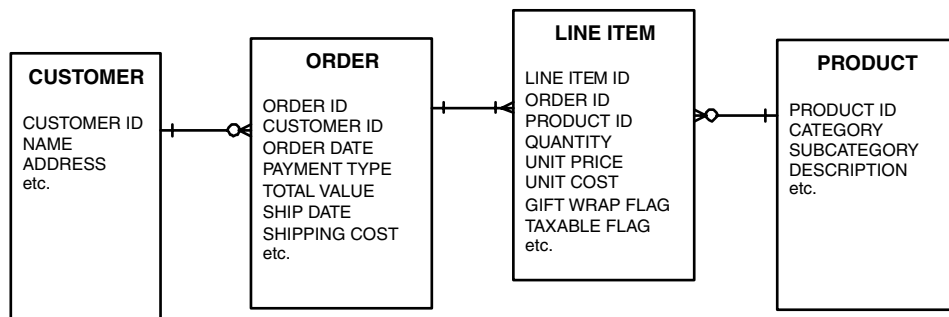 CUSTOMER
CUSTOMER ID
NAME
ADDRESS
etc.
ORDER
ORDER ID
CUSTOMER ID
ORDER DATE
PAYMENT TYPE
TOTAL VALUE
SHIP DATE
SHIPPING COST
etc.
LINE ITEM
LINE ITEM ID
ORDER ID
PRODUCT ID
QUANTITY
UNIT PRICE
UNIT COST
GIFT WRAP FLAG
TAXABLE FLAG
etc.
PRODUCT
PRODUCT ID
CATEGORY
SUBCATEGORY
DESCRIPTION
etc.